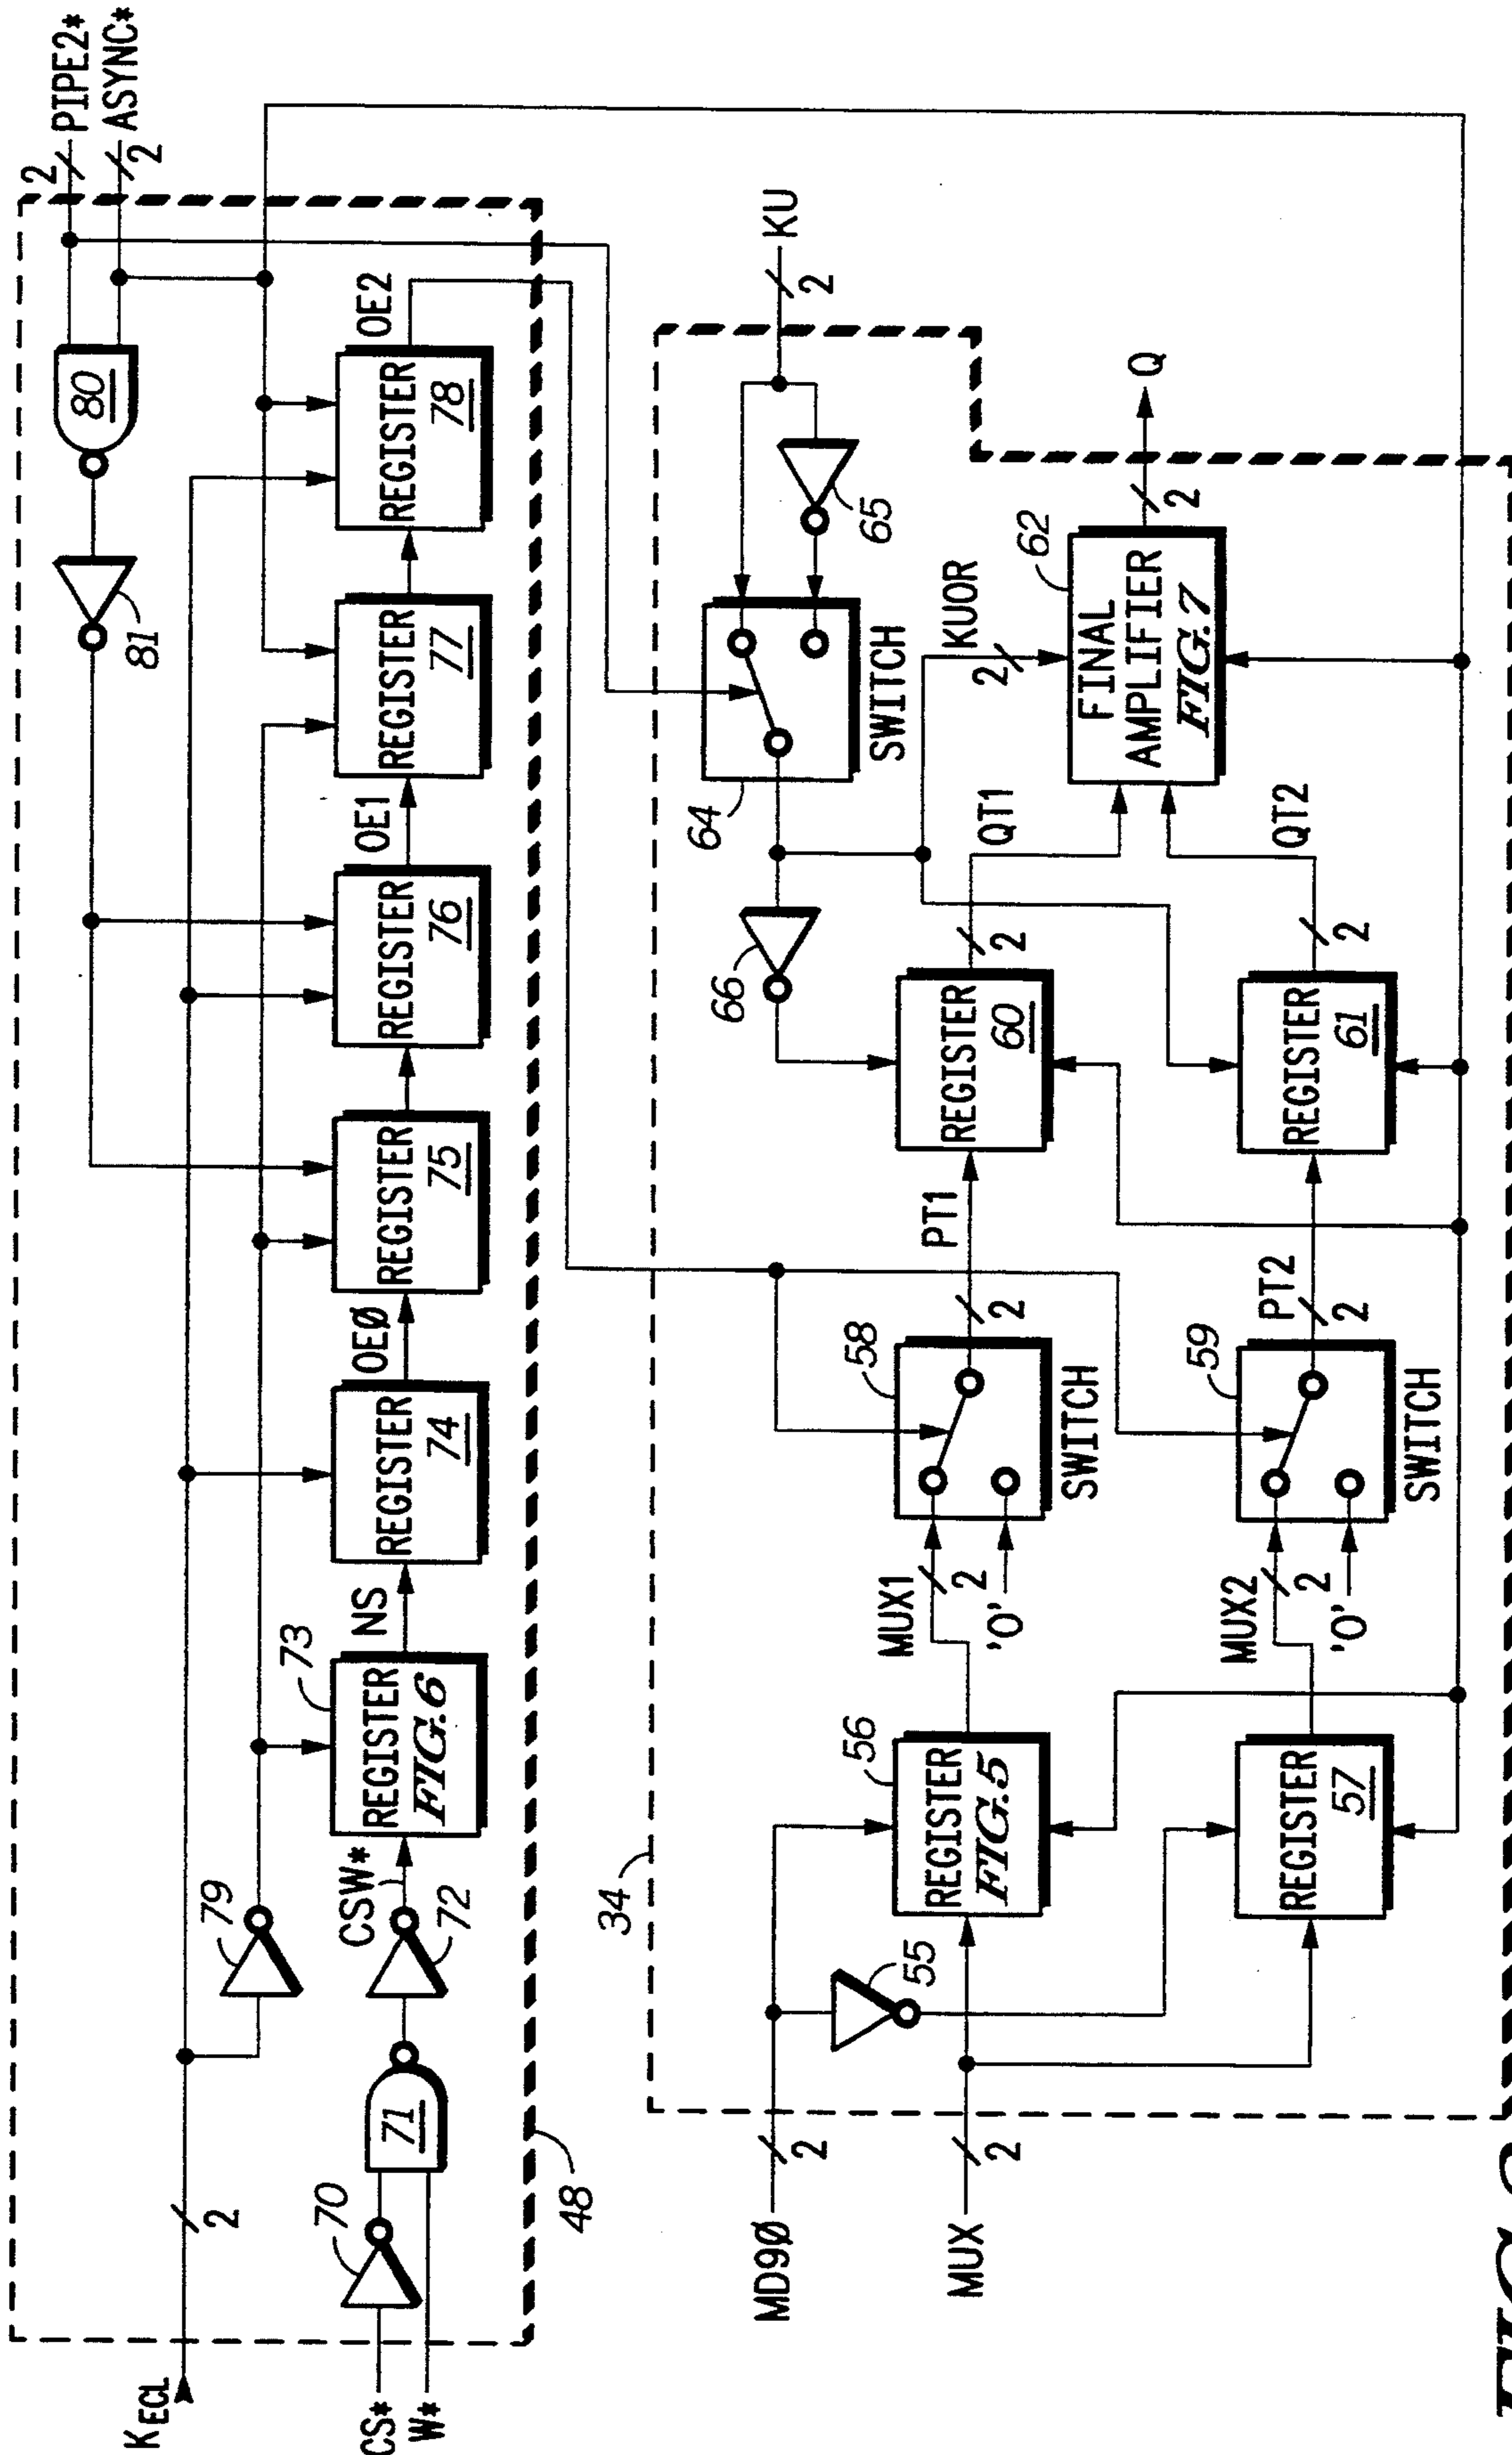 PIPE2*
2
ASYNC*
2
80
81
K ECL
2
79
CS*
W*
70
71
CSW*
72
73
REGISTER
FIG.6
NS
REGISTER
74
OEØ
REGISTER
75
REGISTER
76
OE1
REGISTER
77
REGISTER
78
OE2
48
34
KU
2
65
64
SWITCH
66
KUOR
2
MD9Ø
2
MUX
2
55
56
REGISTER
FIG.5
MUX1
2
'0'
58
SWITCH
PT1
2
REGISTER
60
QT1
2
62
FINAL
AMPLIFIER
FIG.7
Q
2
REGISTER
57
MUX2
2
'0'
59
SWITCH
PT2
2
REGISTER
61
QT2
2